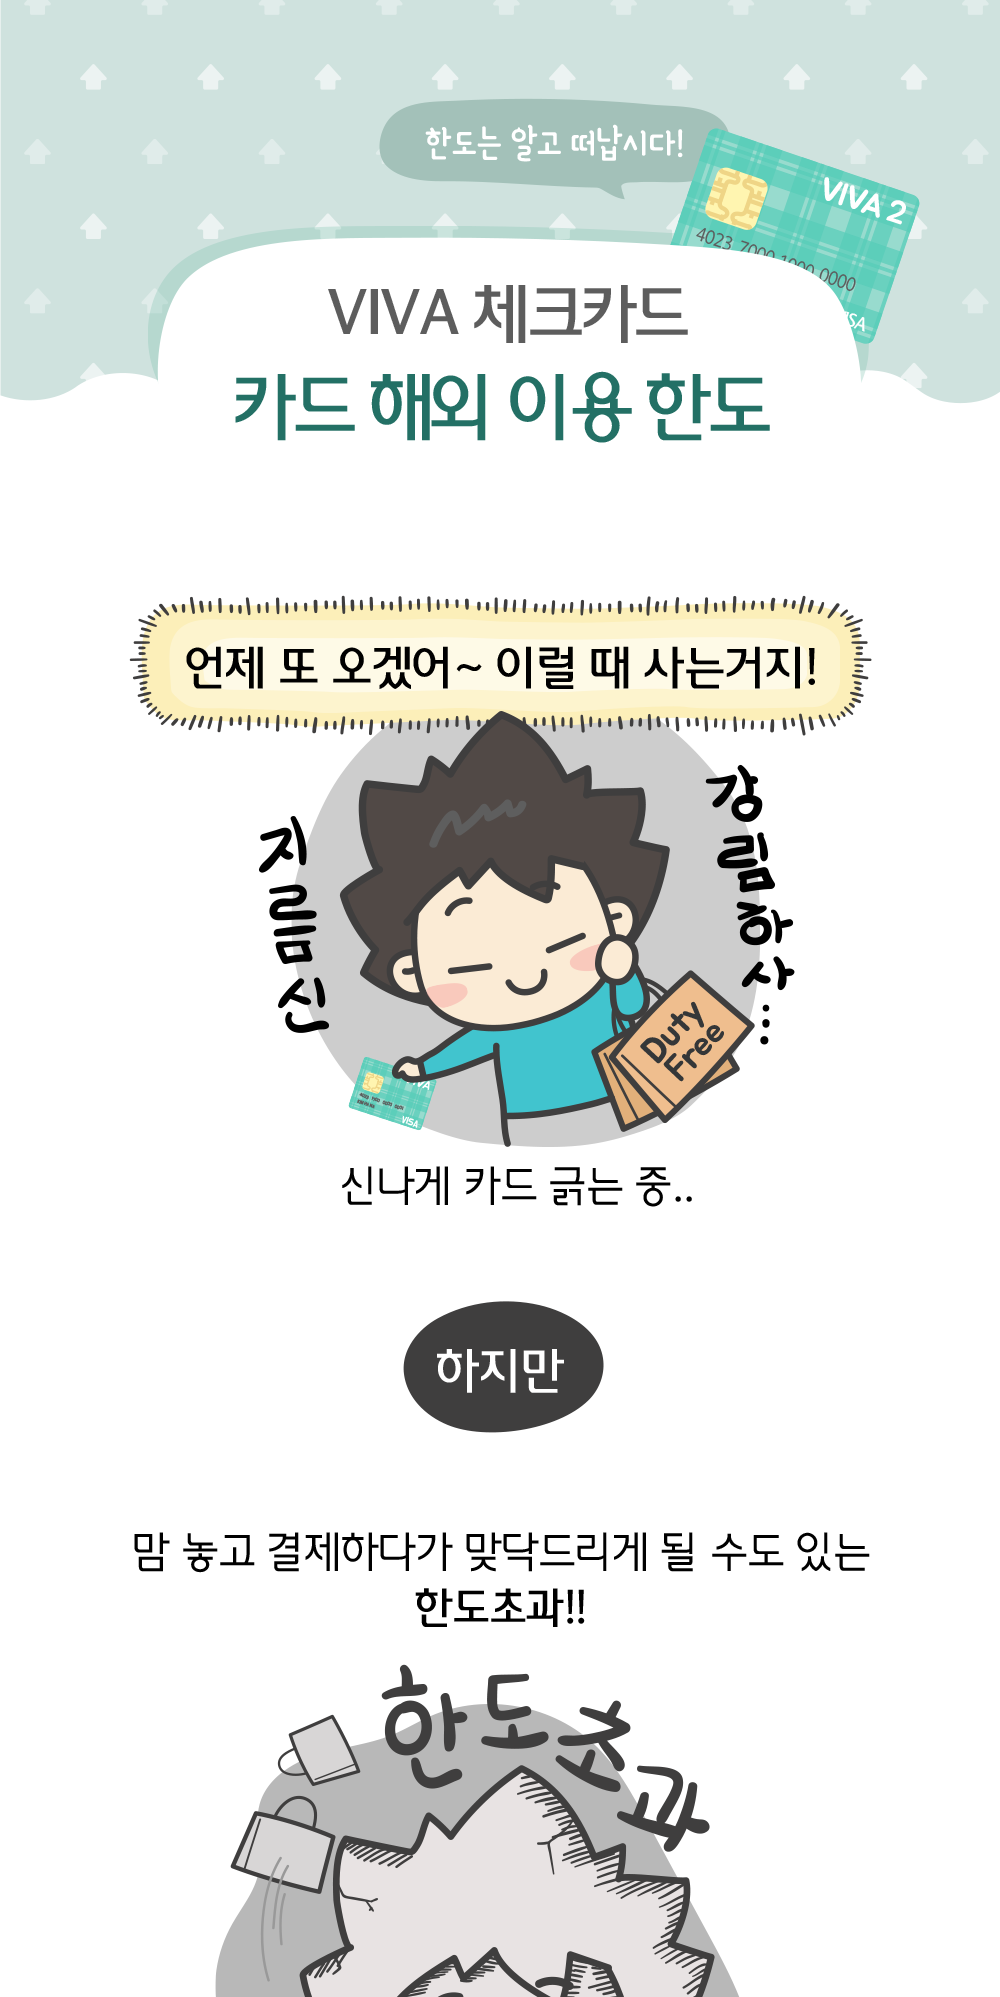 한도는 알고 떠납시다!
VIVA 2
4023 7000 1000 0000
VISA
VIVA 체크카드
카드 해외 이용 한도
언제 또 오겠어~ 이럴 때 사는거지!
지름신
강림하사...
Duty
Free
VIVA
VISA
신나게 카드 긁는 중..
하지만
맘 놓고 결제하다가 맞닥드리게 될 수도 있는
한도초과!!
한도초과